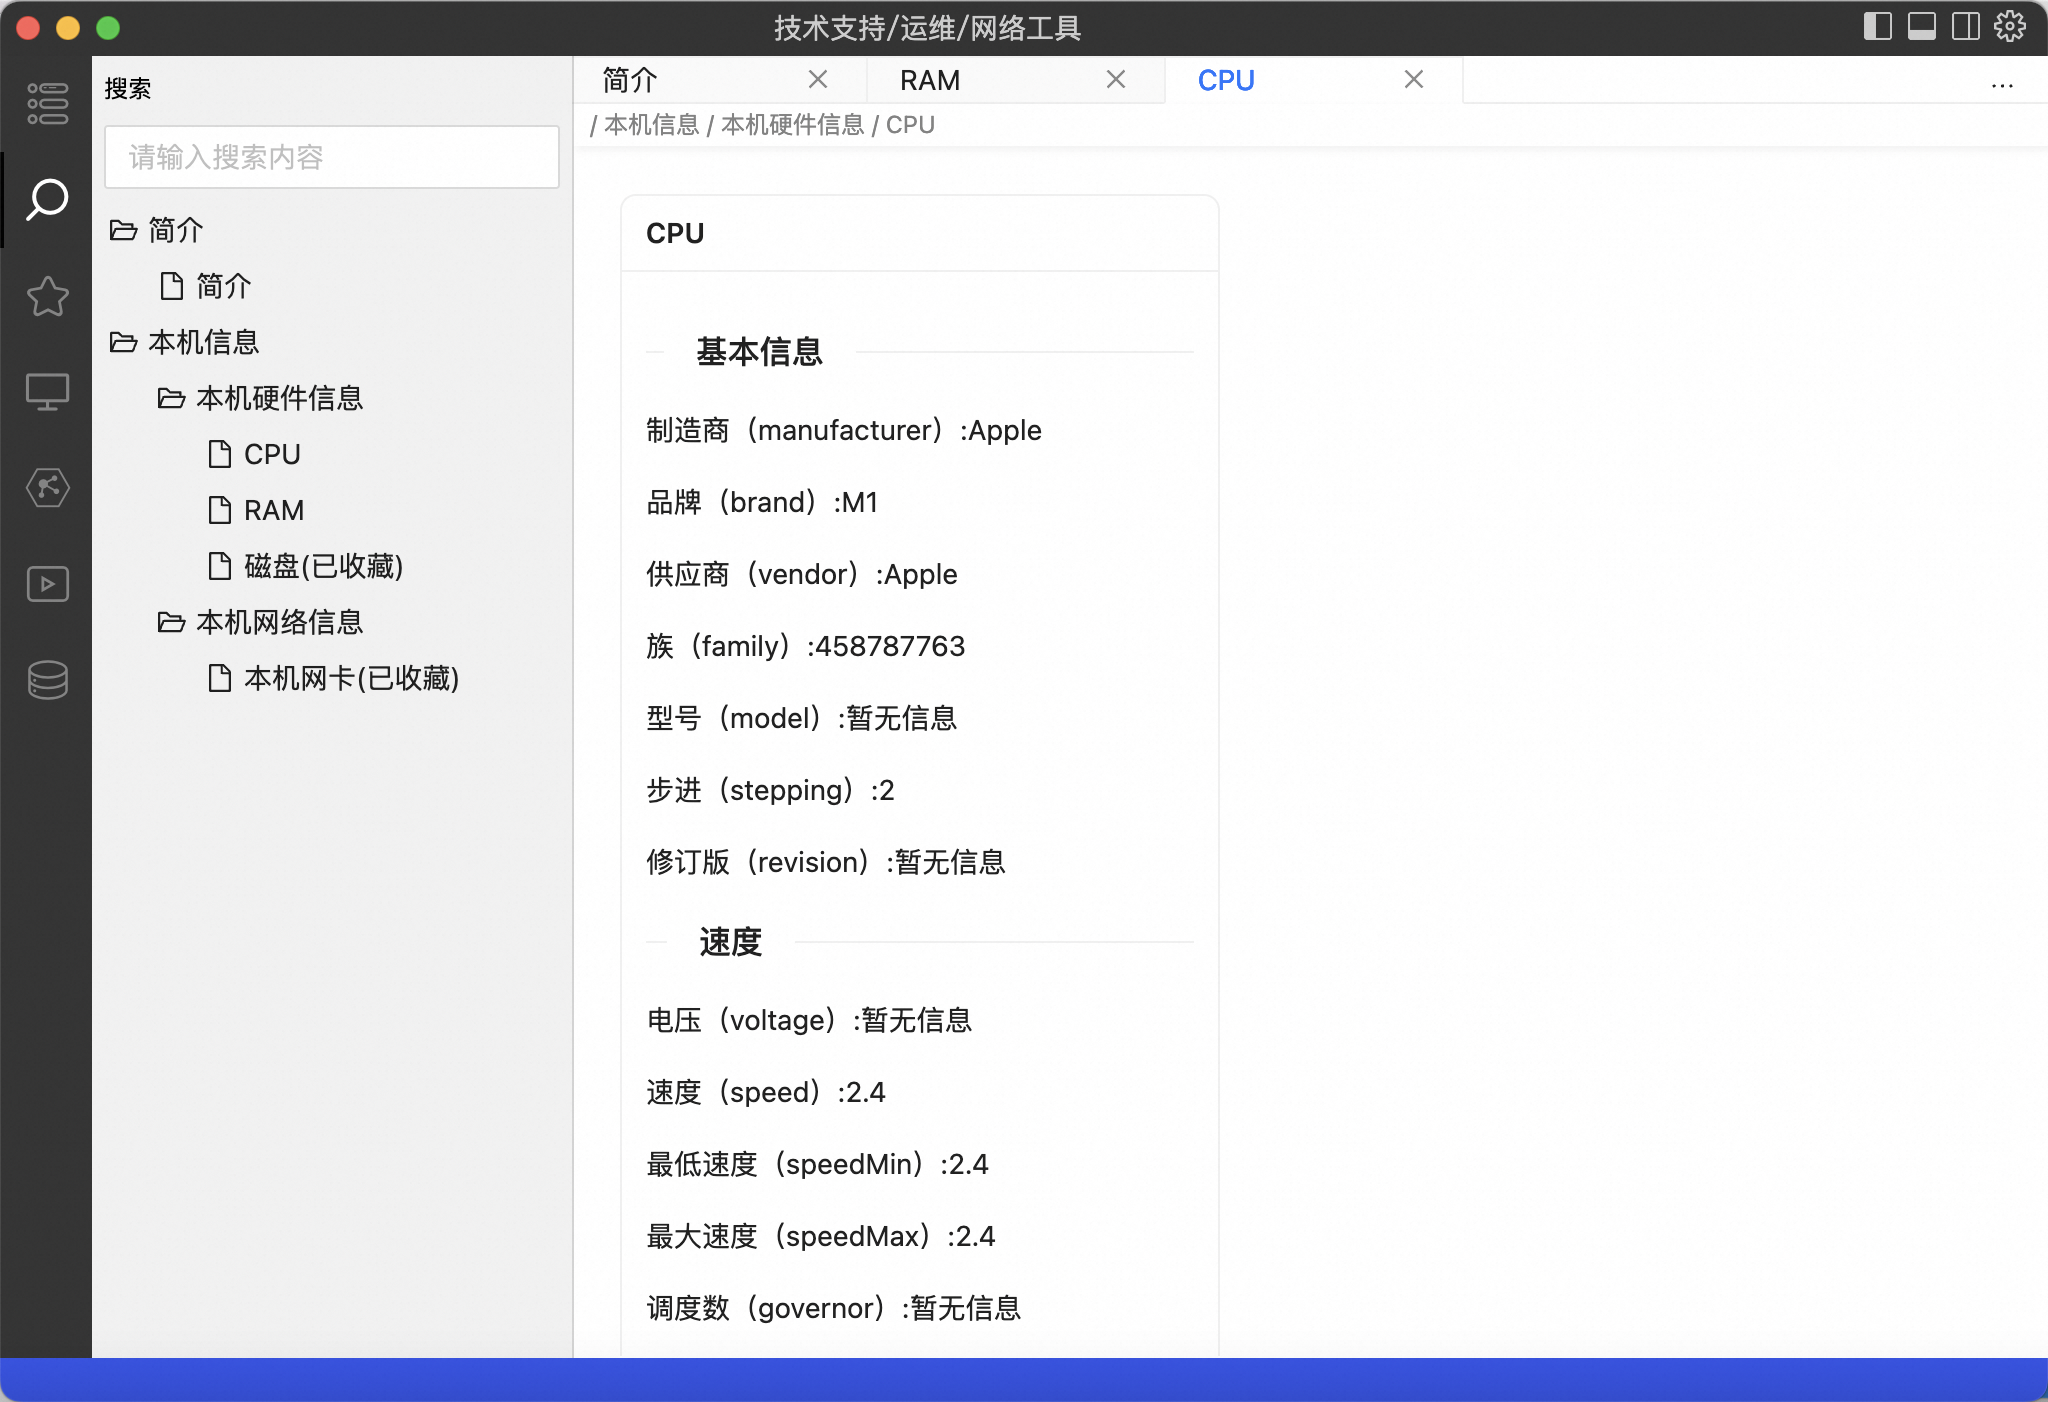 技术支持/运维/网络工具
搜索
请输入搜索内容
简介
简介
本机信息
本机硬件信息
CPU
RAM
磁盘(已收藏)
本机网络信息
本机网卡(已收藏)
简介 RAM CPU ...
/ 本机信息 / 本机硬件信息 / CPU
CPU
基本信息
制造商（manufacturer）:Apple
品牌（brand）:M1
供应商（vendor）:Apple
族（family）:458787763
型号（model）:暂无信息
步进（stepping）:2
修订版（revision）:暂无信息
速度
电压（voltage）:暂无信息
速度（speed）:2.4
最低速度（speedMin）:2.4
最大速度（speedMax）:2.4
调度数（governor）:暂无信息